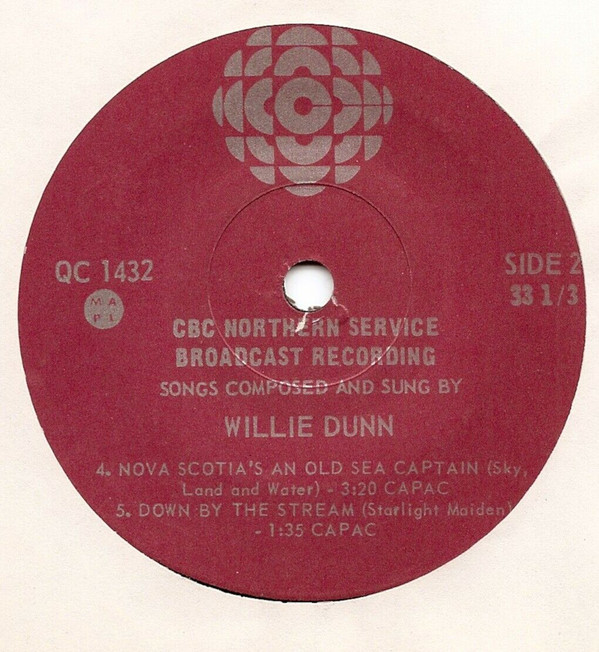 QC 1432
M A
P L
SIDE 2
33 1/3
CBC NORTHERN SERVICE
BROADCAST RECORDING
SONGS COMPOSED AND SUNG BY
WILLIE DUNN
4. NOVA SCOTIA'S AN OLD SEA CAPTAIN (Sky,
Land and Water) - 3:20 CAPAC
5. DOWN BY THE STREAM (Starlight Maiden)
- 1:35 CAPAC